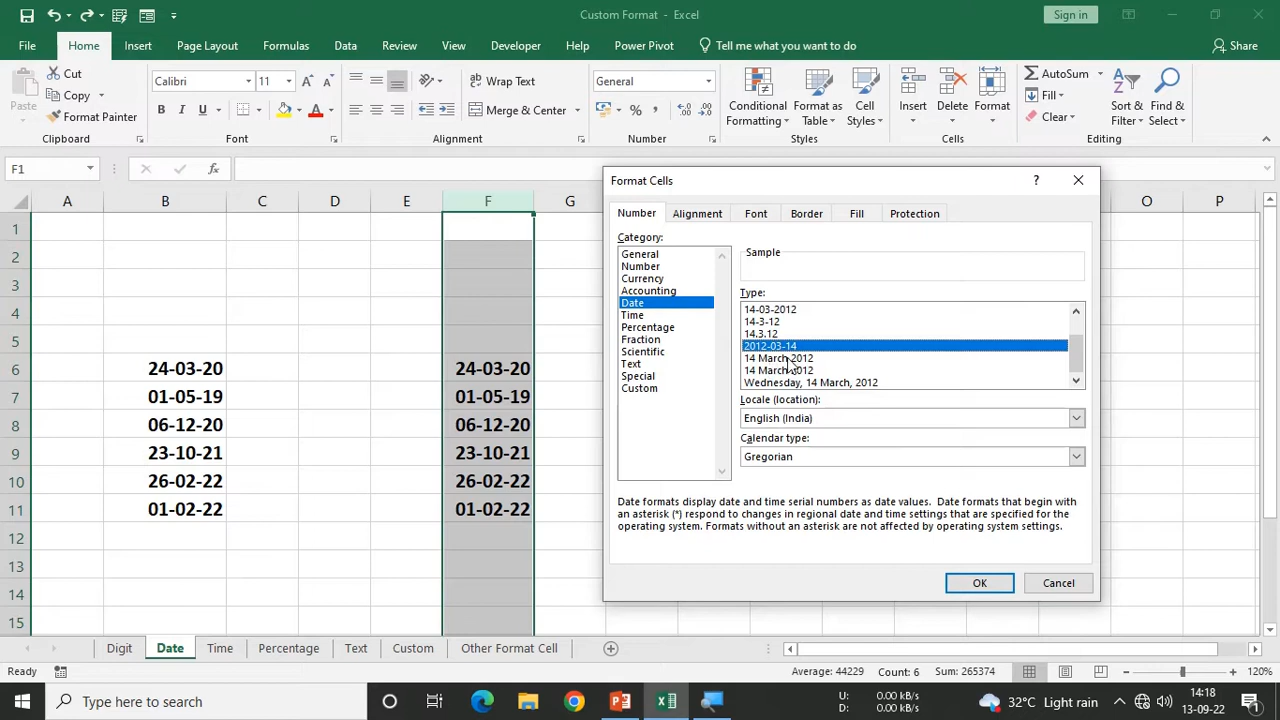 Custom Format - Excel
Sign in
File Home Insert Page Layout Formulas Data Review View Developer Help Power Pivot Tell me what you want to do Share
Paste
Cut
Copy
Format Painter
Clipboard
Calibri 11
B I U
Font
Wrap Text
Merge & Center
Alignment
General
%
Number
Conditional Formatting
Format as Table
Cell Styles
Styles
Insert Delete Format
Cells
AutoSum
Fill
Clear
Sort & Filter
Find & Select
Editing
F1
fx
A B C D E F G O P
1
2
3
4
5
6 24-03-20 24-03-20
7 01-05-19 01-05-19
8 06-12-20 06-12-20
9 23-10-21 23-10-21
10 26-02-22 26-02-22
11 01-02-22 01-02-22
12
13
14
15
Format Cells
?
Number Alignment Font Border Fill Protection
Category:
General
Number
Currency
Accounting
Date
Time
Percentage
Fraction
Scientific
Text
Special
Custom
Sample
Type:
14-03-2012
14-3-12
14.3.12
2012-03-14
14 March 2012
14 March 2012
Wednesday, 14 March, 2012
Locale (location):
English (India)
Calendar type:
Gregorian
Date formats display date and time serial numbers as date values. Date formats that begin with
an asterisk (*) respond to changes in regional date and time settings that are specified for the
operating system. Formats without an asterisk are not affected by operating system settings.
OK Cancel
Digit Date Time Percentage Text Custom Other Format Cell
Ready
Average: 44229 Count: 6 Sum: 265374
120%
Type here to search
U: 0.00 kB/s
D: 0.00 kB/s
32°C Light rain
14:18
13-09-22
1